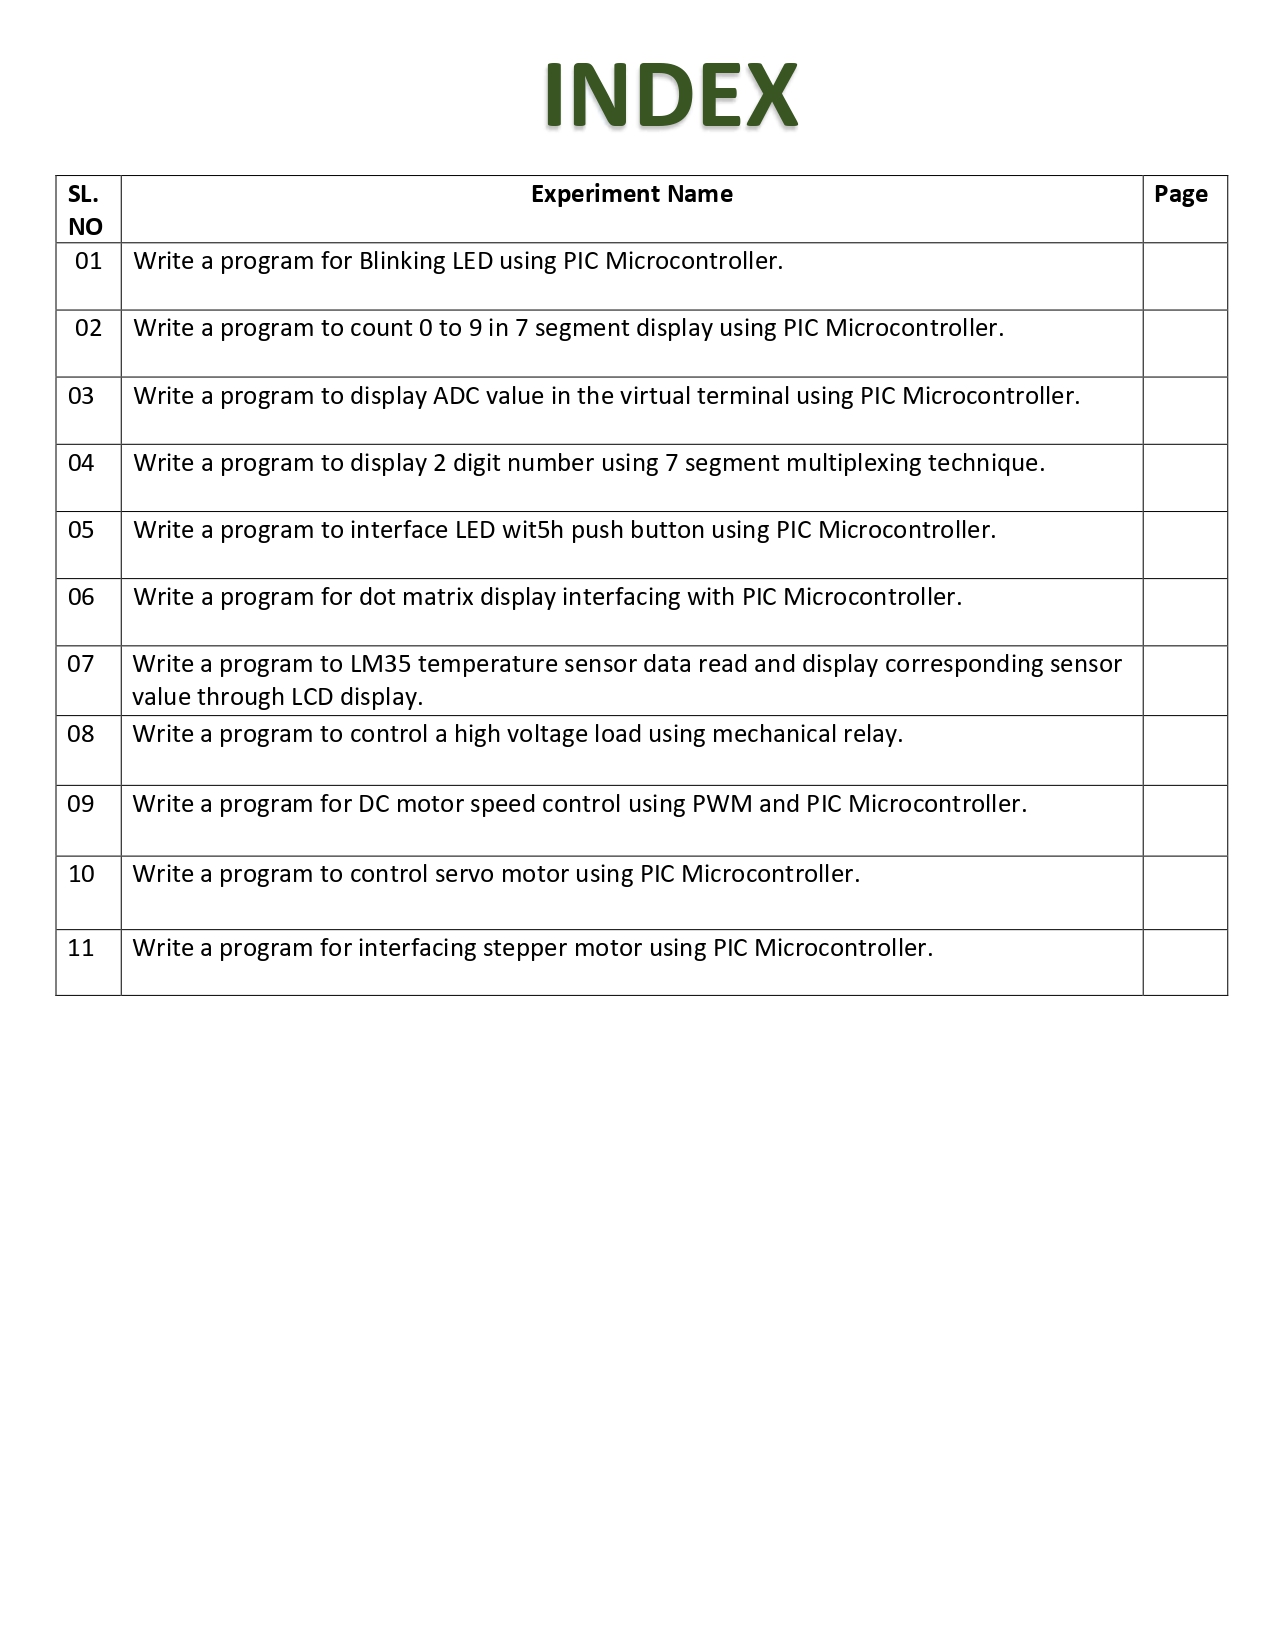 INDEX
SL. NO Experiment Name Page
01 Write a program for Blinking LED using PIC Microcontroller.
02 Write a program to count 0 to 9 in 7 segment display using PIC Microcontroller.
03 Write a program to display ADC value in the virtual terminal using PIC Microcontroller.
04 Write a program to display 2 digit number using 7 segment multiplexing technique.
05 Write a program to interface LED wit5h push button using PIC Microcontroller.
06 Write a program for dot matrix display interfacing with PIC Microcontroller.
07 Write a program to LM35 temperature sensor data read and display corresponding sensor
value through LCD display.
08 Write a program to control a high voltage load using mechanical relay.
09 Write a program for DC motor speed control using PWM and PIC Microcontroller.
10 Write a program to control servo motor using PIC Microcontroller.
11 Write a program for interfacing stepper motor using PIC Microcontroller.